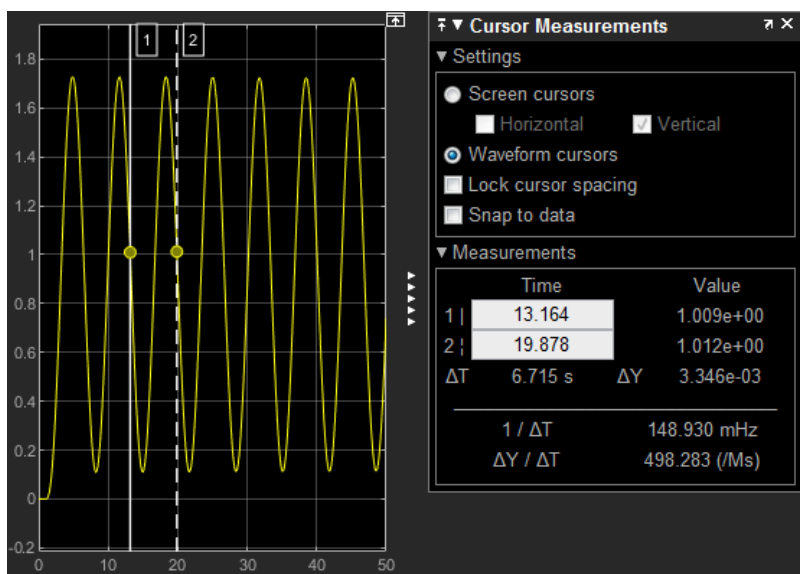 1 2
1.8
1.6
1.4
1.2
1
0.8
0.6
0.4
0.2
0
-0.2
0 10 20 30 40 50
Cursor Measurements
Settings
Screen cursors
Horizontal Vertical
Waveform cursors
Lock cursor spacing
Snap to data
Measurements
Time Value
1 | 13.164 1.009e+00
2 ¦ 19.878 1.012e+00
ΔT 6.715 s ΔY 3.346e-03
1 / ΔT 148.930 mHz
ΔY / ΔT 498.283 (/Ms)